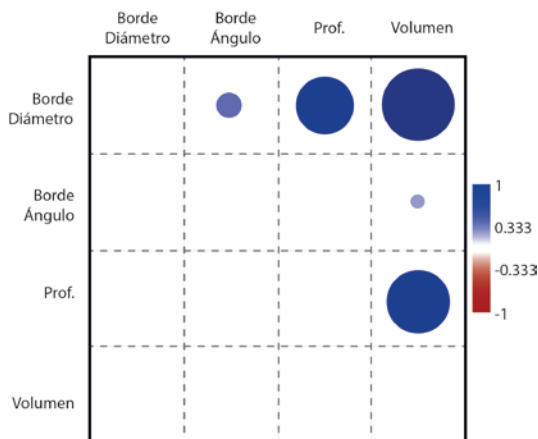 Borde
Diámetro
Borde
Ángulo
Prof.
Volumen
Borde
Diámetro
Borde
Ángulo
Prof.
Volumen
1
0.333
-0.333
-1